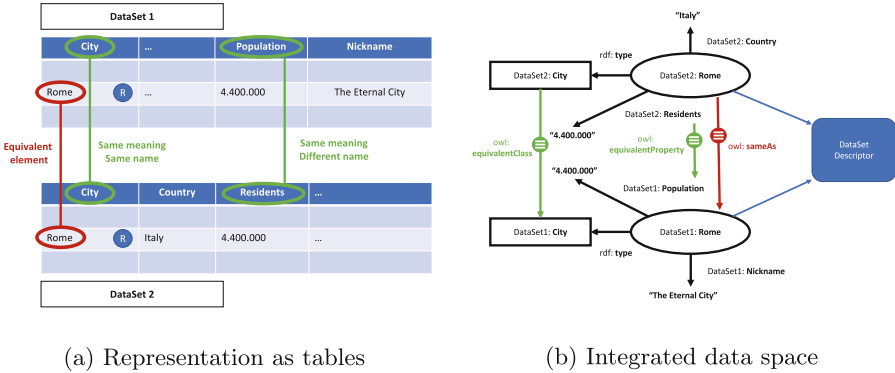 DataSet 1
City ... Population Nickname
Rome R ... 4.400.000 The Eternal City
Equivalent
element
Same meaning
Same name
Same meaning
Different name
City Country Residents ...
Rome R Italy 4.400.000 ...
DataSet 2
(a) Representation as tables
"Italy"
DataSet2: Country
rdf: type
DataSet2: City
DataSet2: Rome
DataSet2: Residents
"4.400.000"
owl:
equivalentClass
owl:
equivalentProperty
owl: sameAs
DataSet
Descriptor
"4.400.000"
DataSet1: Population
DataSet1: City
DataSet1: Rome
rdf: type
DataSet1: Nickname
"The Eternal City"
(b) Integrated data space